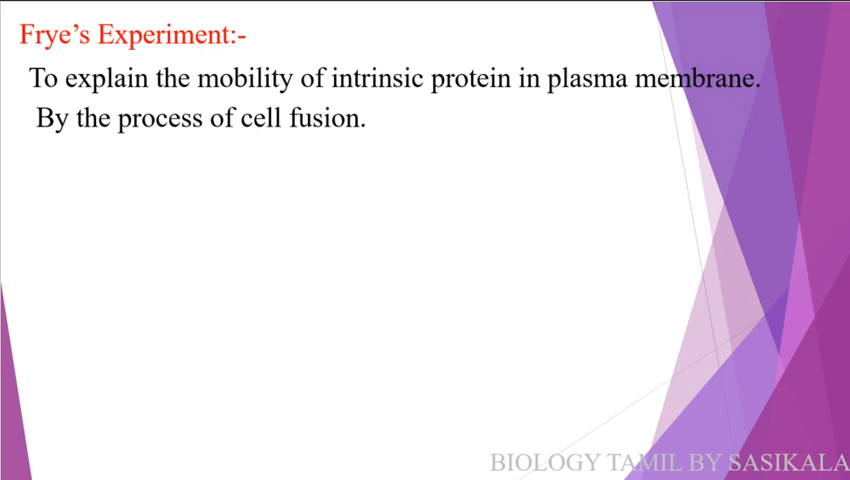 Frye’s Experiment:-
To explain the mobility of intrinsic protein in plasma membrane.
By the process of cell fusion.
BIOLOGY TAMIL BY SASIKALA